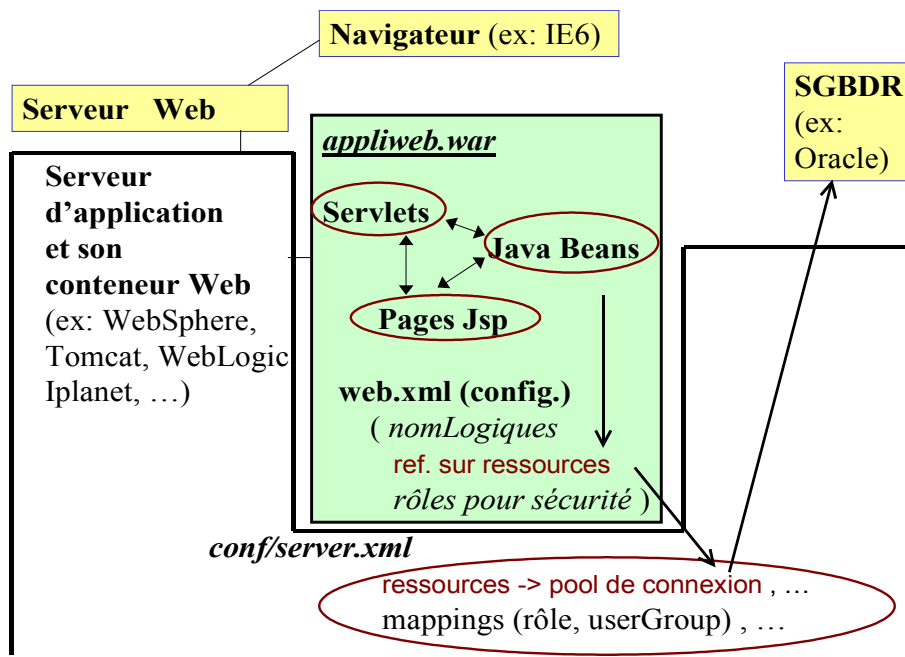 Navigateur (ex: IE6)
Serveur Web
SGBDR
(ex:
Oracle)
appliweb.war
Serveur
d'application
et son
conteneur Web
(ex: WebSphere,
Tomcat, WebLogic
Iplanet, …)
Servlets
Java Beans
Pages Jsp
web.xml (config.)
( nomLogiques
ref. sur ressources
rôles pour sécurité )
conf/server.xml
ressources -> pool de connexion , …
mappings (rôle, userGroup) , …